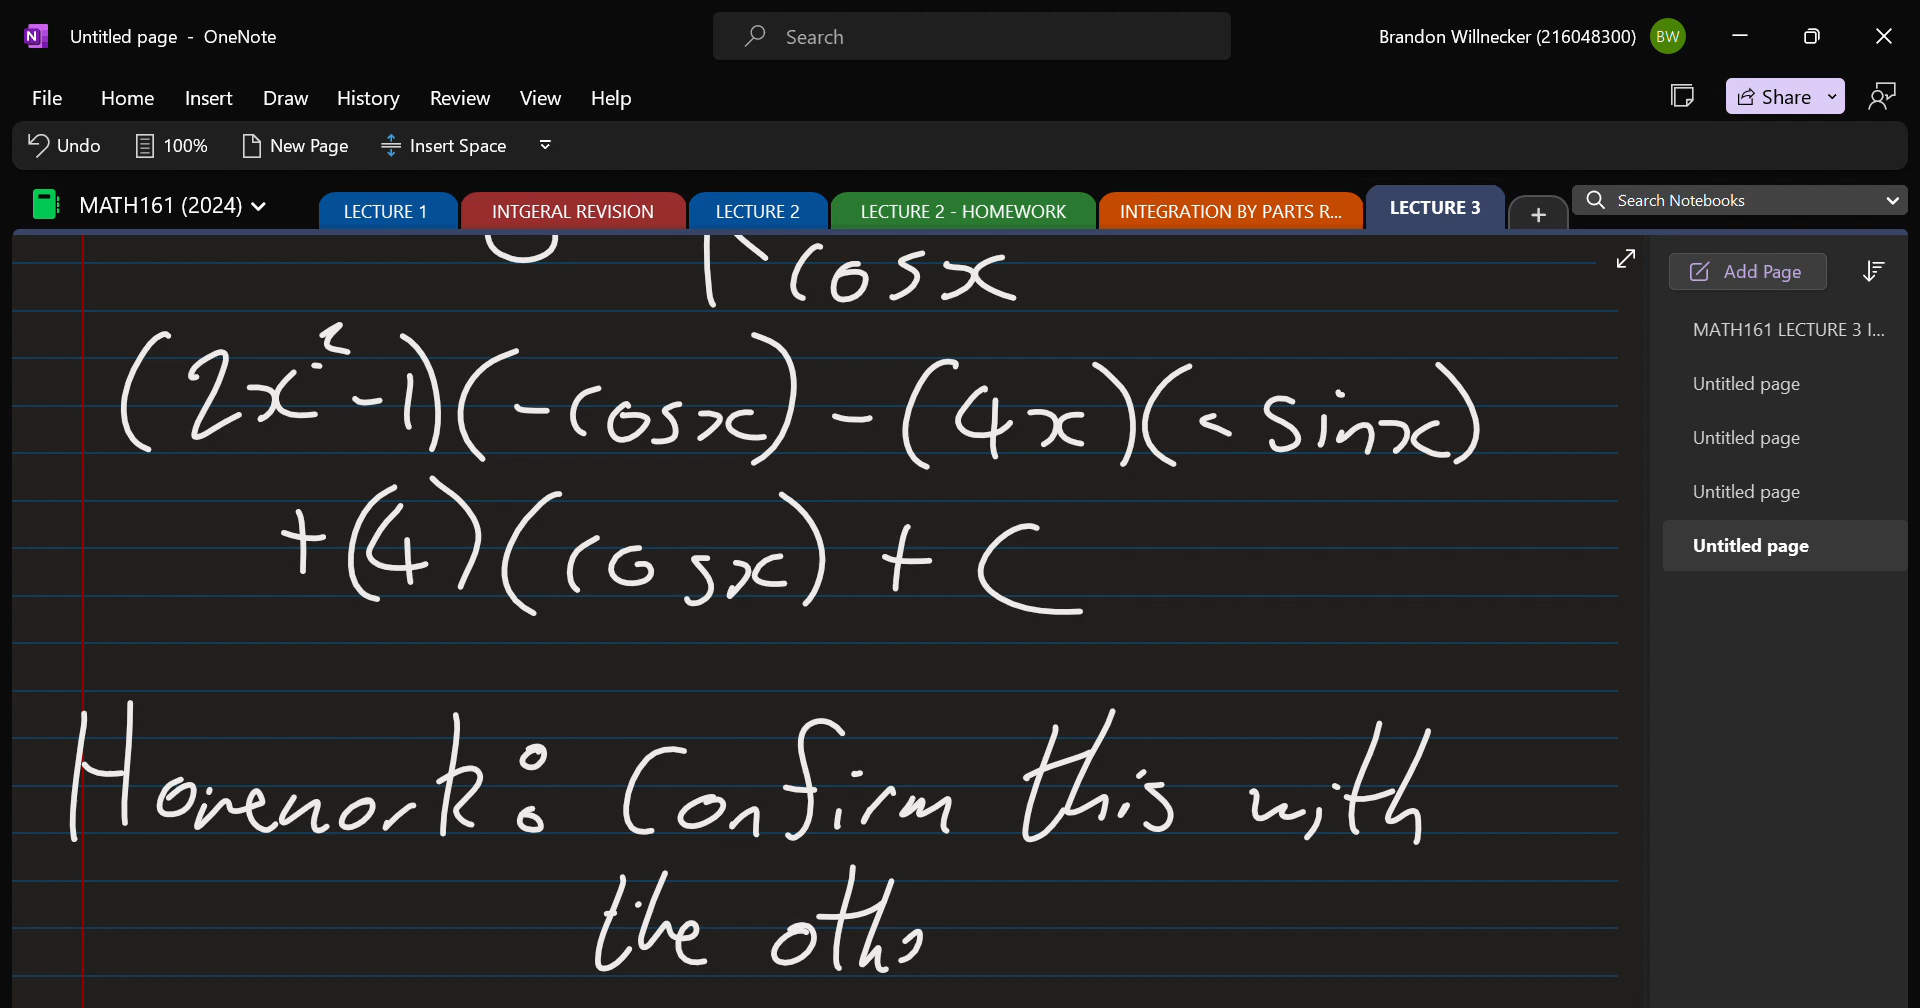 Untitled page - OneNote
Search
Brandon Willnecker (216048300)
BW
File Home Insert Draw History Review View Help
Share
Undo 100% New Page Insert Space
MATH161 (2024)
LECTURE 1
INTGERAL REVISION
LECTURE 2
LECTURE 2 - HOMEWORK
INTEGRATION BY PARTS R...
LECTURE 3
+
Search Notebooks
Add Page
MATH161 LECTURE 3 I...
Untitled page
Untitled page
Untitled page
Untitled page
cosx
(2x²-1)(-cosx)-(4x)(-sinx)
+(4)(cosx)+C
Homework: Confirm this with
the